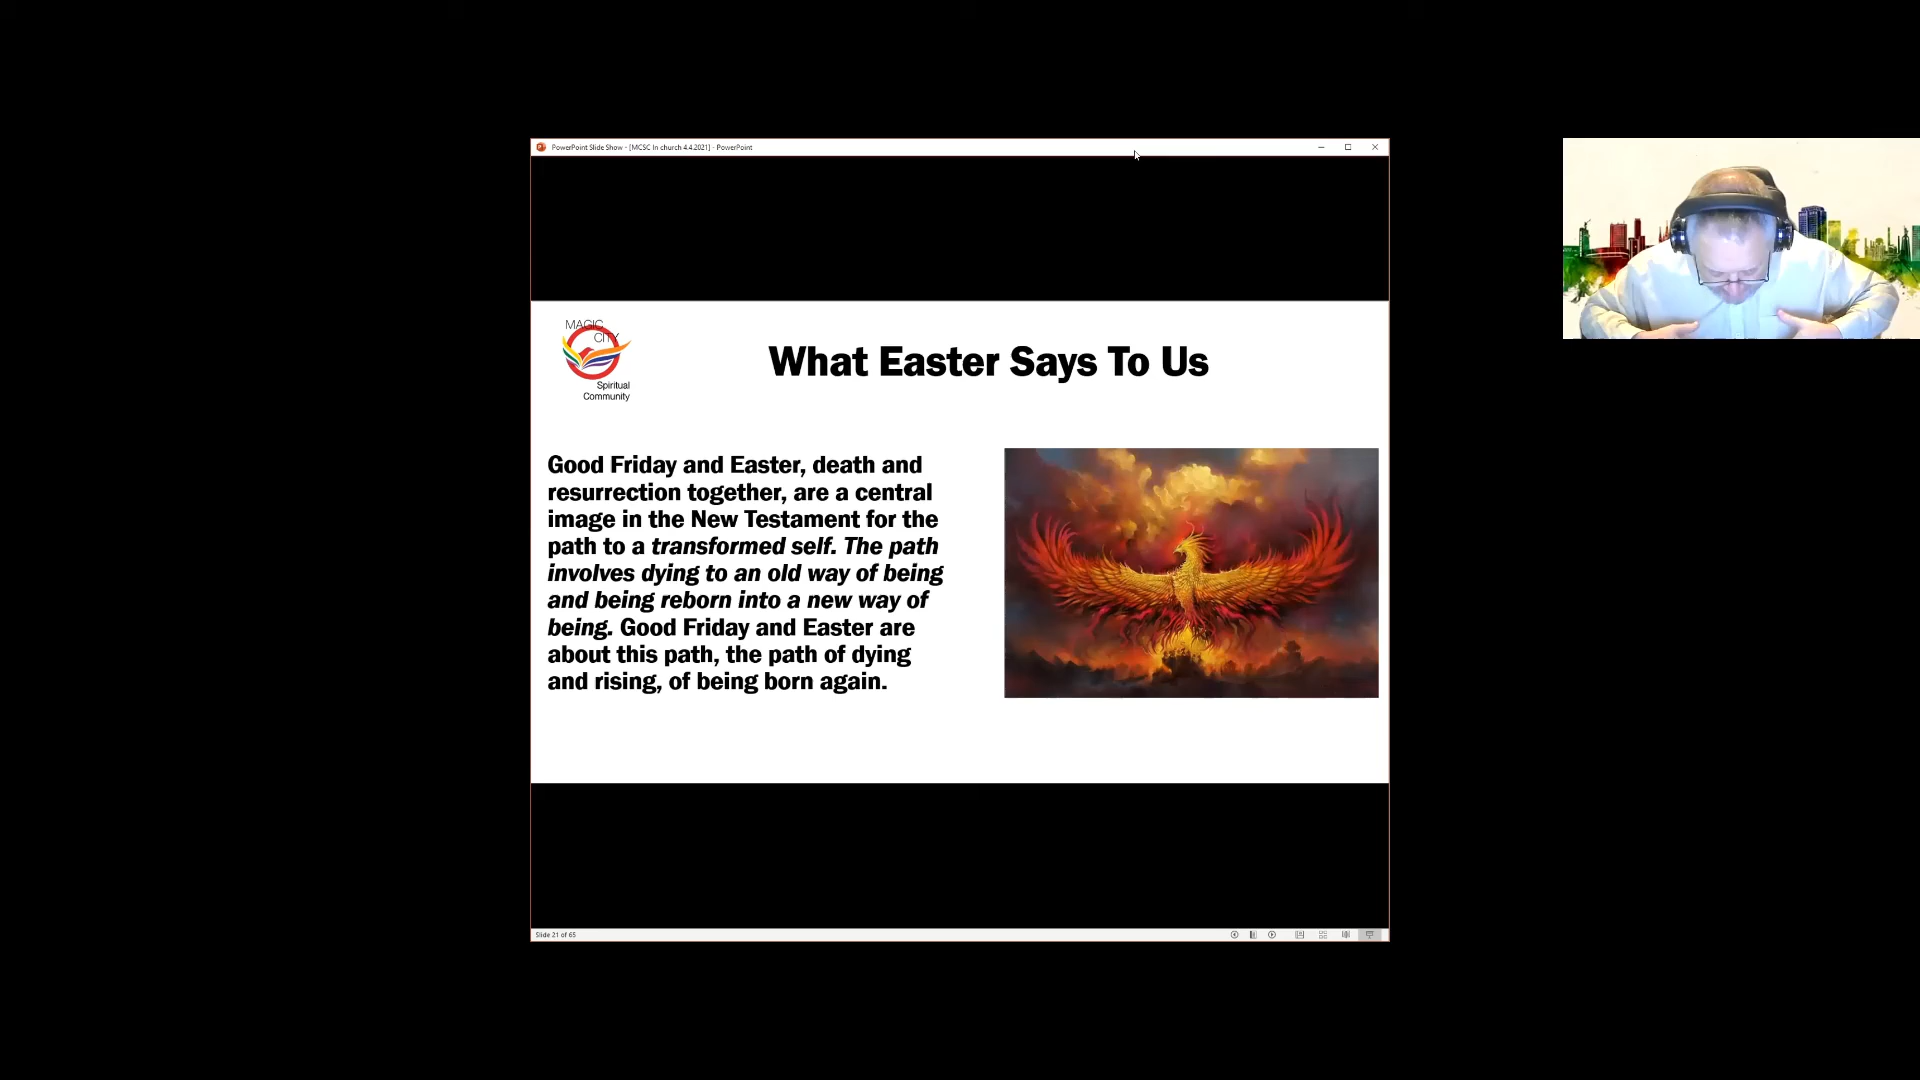 PowerPoint Slide Show - [MCSC In church 4.4.2021] - PowerPoint
MAGIC
CITY
Spiritual
Community
What Easter Says To Us
Good Friday and Easter, death and
resurrection together, are a central
image in the New Testament for the
path to a transformed self. The path
involves dying to an old way of being
and being reborn into a new way of
being. Good Friday and Easter are
about this path, the path of dying
and rising, of being born again.
Slide 21 of 65